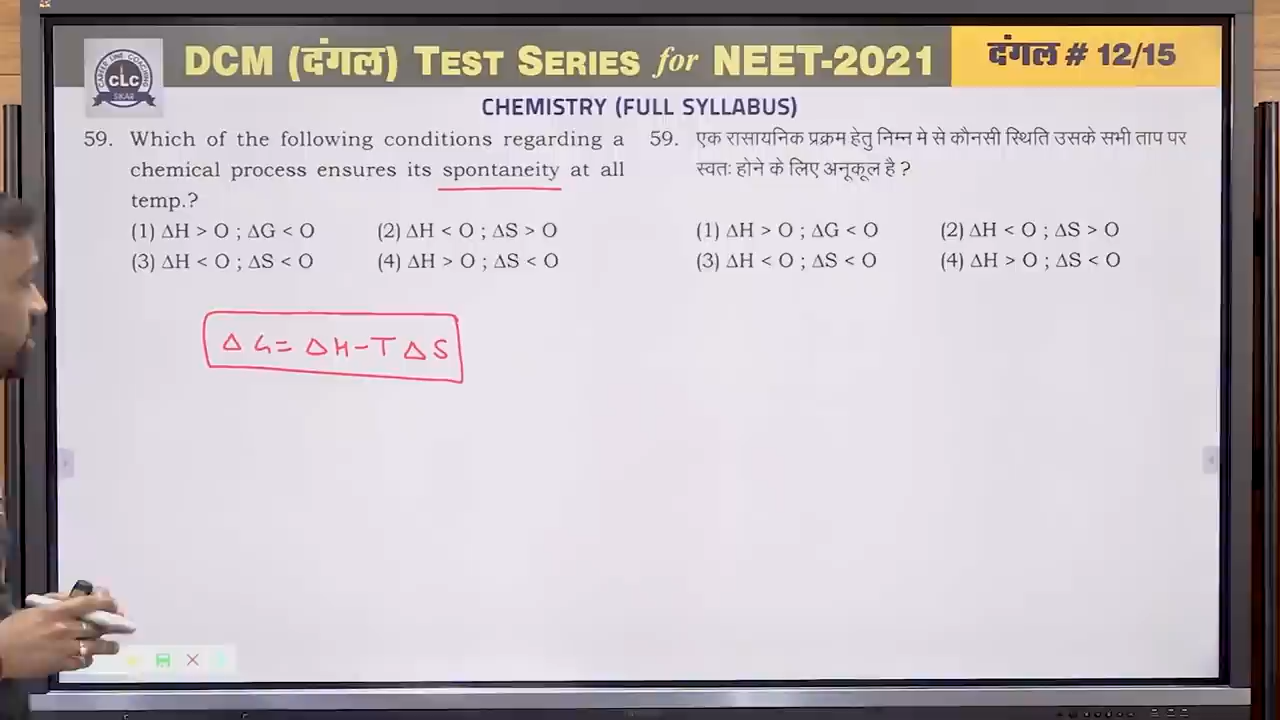 DCM (दंगल) TEST SERIES for NEET-2021
दंगल # 12/15
CLC
SIKAR
CHEMISTRY (FULL SYLLABUS)
59. Which of the following conditions regarding a
chemical process ensures its spontaneity at all
temp.?
(1) ΔH > O ; ΔG < O (2) ΔH < O ; ΔS > O
(3) ΔH < O ; ΔS < O (4) ΔH > O ; ΔS < O
59. एक रासायनिक प्रक्रम हेतु निम्न मे से कौनसी स्थिति उसके सभी ताप पर
स्वतः होने के लिए अनूकूल है ?
(1) ΔH > O ; ΔG < O (2) ΔH < O ; ΔS > O
(3) ΔH < O ; ΔS < O (4) ΔH > O ; ΔS < O
Δ G = Δ H - T Δ S